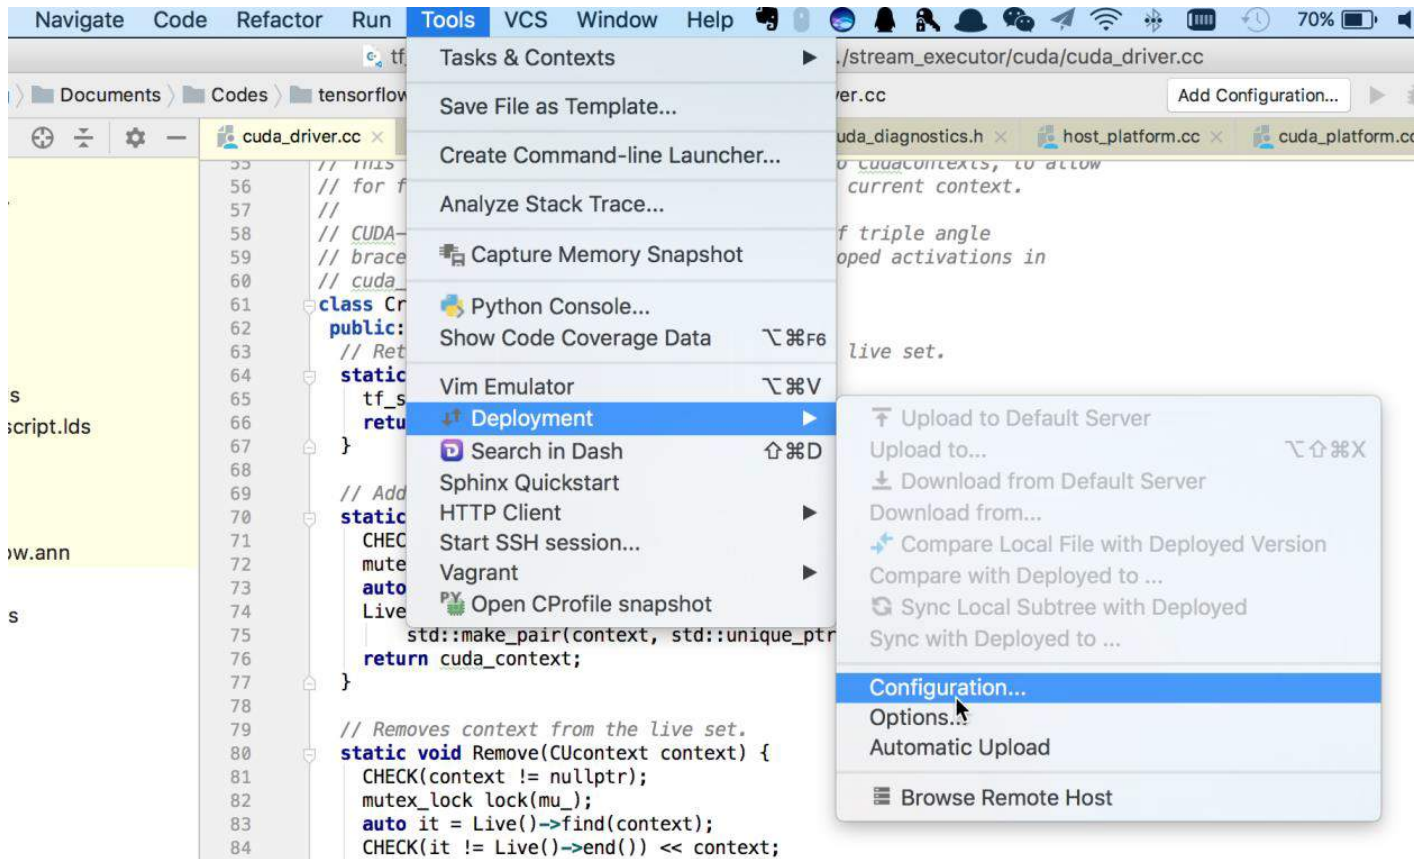 Navigate Code Refactor Run Tools VCS Window Help 70%
tf ./stream_executor/cuda/cuda_driver.cc
Documents Codes tensorflow er.cc Add Configuration...
cuda_driver.cc uda_diagnostics.h host_platform.cc cuda_platform.cc
Tasks & Contexts
Save File as Template...
Create Command-line Launcher...
Analyze Stack Trace...
Capture Memory Snapshot
Python Console...
Show Code Coverage Data ⌥⌘F6
Vim Emulator ⌥⌘V
Deployment
Search in Dash ⇧⌘D
Sphinx Quickstart
HTTP Client
Start SSH session...
Vagrant
Open CProfile snapshot
Upload to Default Server
Upload to... ⌥⇧⌘X
Download from Default Server
Download from...
Compare Local File with Deployed Version
Compare with Deployed to ...
Sync Local Subtree with Deployed
Sync with Deployed to ...
Configuration...
Options...
Automatic Upload
Browse Remote Host
s
script.lds
ow.ann
s
55 // This o CudaContexts, to allow
56 // for f current context.
57 //
58 // CUDA- f triple angle
59 // brace oped activations in
60 // cuda_
61 class Cr
62 public:
63 // Ret live set.
64 static
65 tf_s
66 retu
67 }
68
69 // Add
70 static
71 CHEC
72 mute
73 auto
74 Live
75 std::make_pair(context, std::unique_ptr
76 return cuda_context;
77 }
78
79 // Removes context from the live set.
80 static void Remove(CUcontext context) {
81 CHECK(context != nullptr);
82 mutex_lock lock(mu_);
83 auto it = Live()->find(context);
84 CHECK(it != Live()->end()) << context;